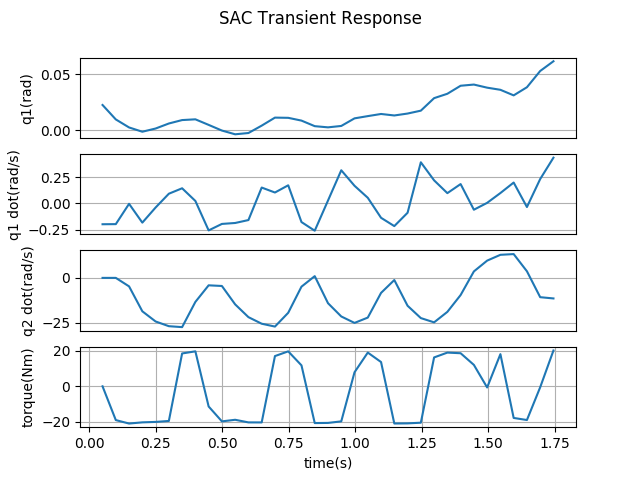 SAC Transient Response
q1(rad)
0.05
0.00
q1 dot(rad/s)
0.25
0.00
−0.25
q2 dot(rad/s)
0
−25
torque(Nm)
20
0
−20
0.00 0.25 0.50 0.75 1.00 1.25 1.50 1.75
time(s)